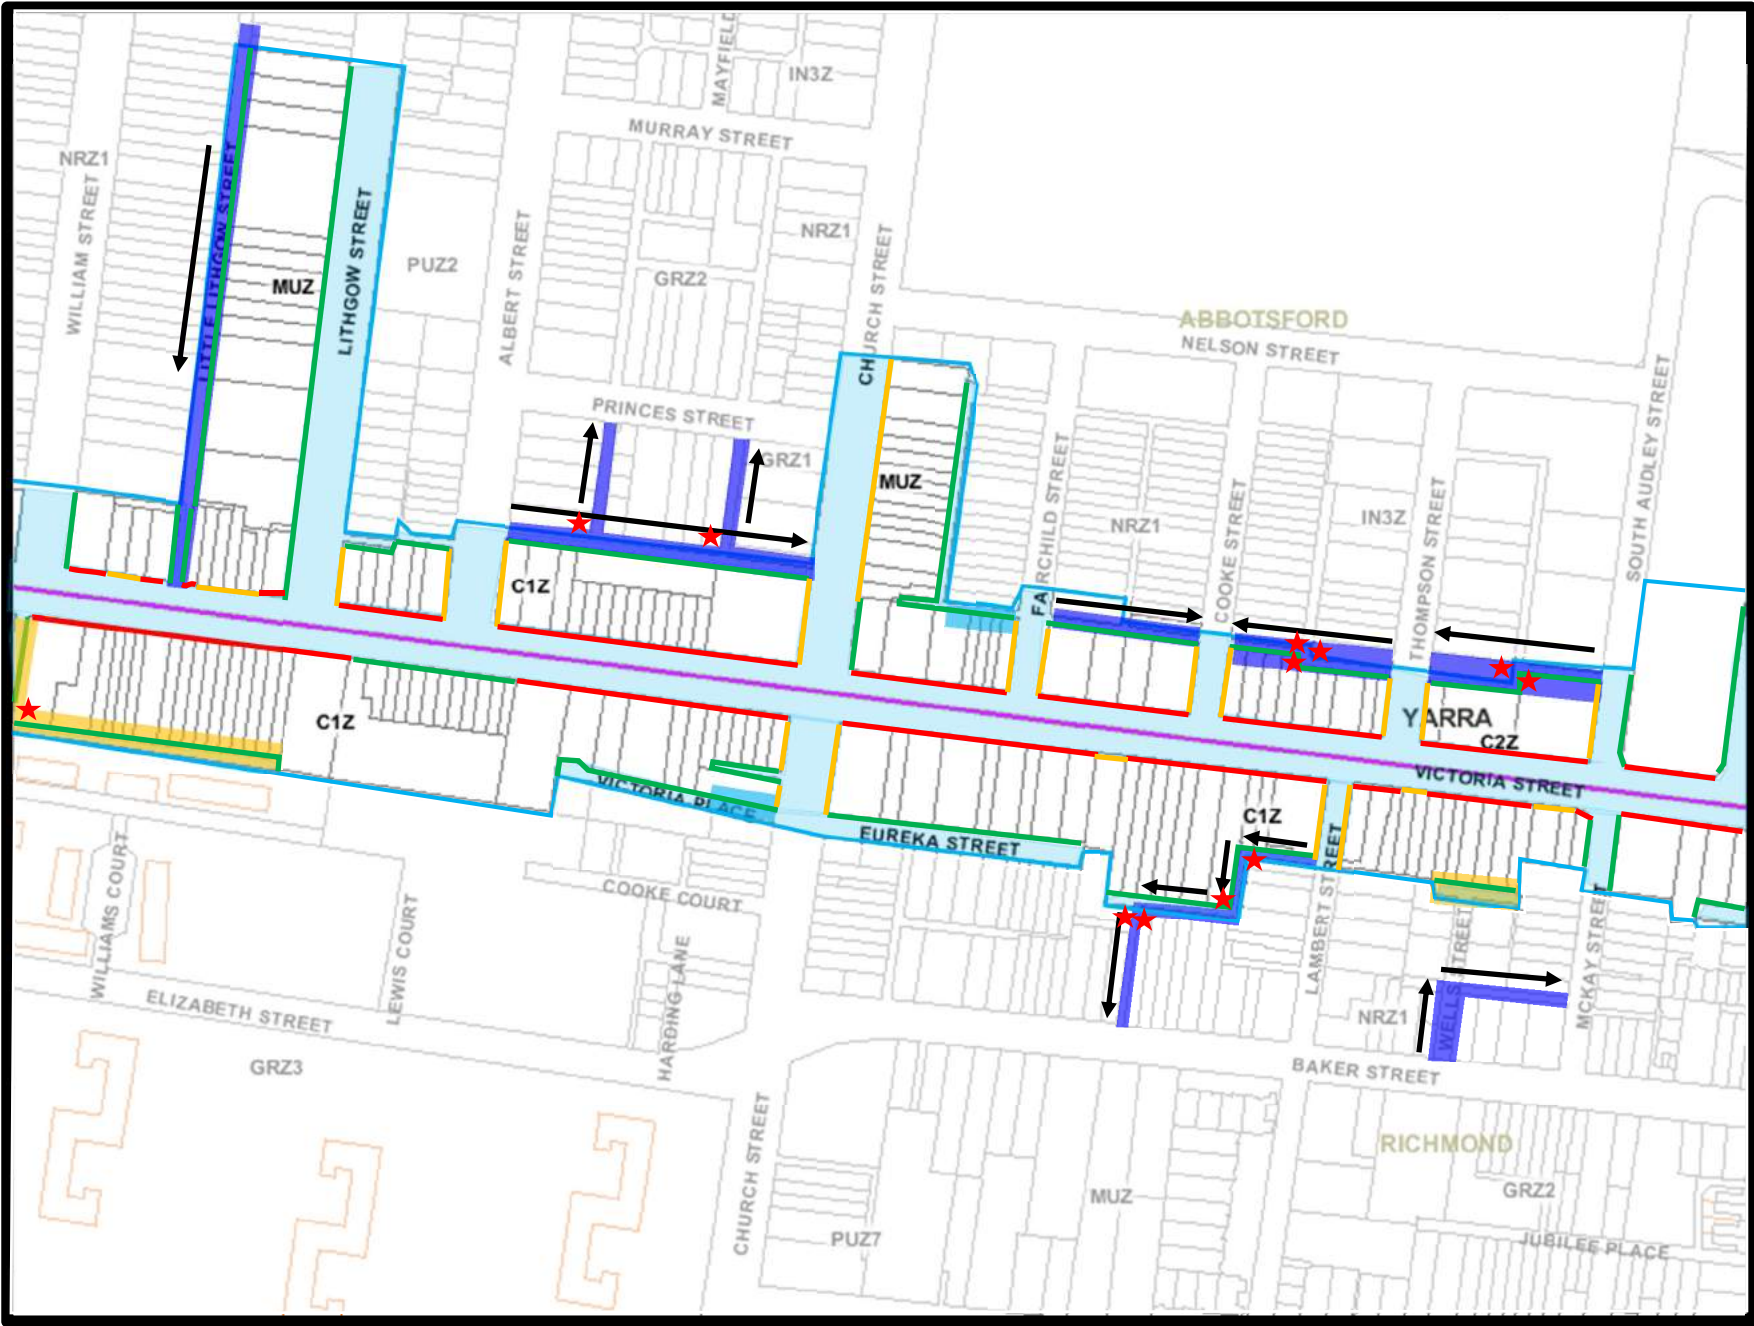 MAYFIELD
IN3Z
MURRAY STREET
NRZ1
WILLIAM STREET
LITTLE LITHGOW STREET
MUZ
LITHGOW STREET
PUZ2
ALBERT STREET
GRZ2
NRZ1
CHURCH STREET
ABBOTSFORD
NELSON STREET
SOUTH AUDLEY STREET
PRINCES STREET
GRZ1
MUZ
FAIRCHILD STREET
NRZ1
COOKE STREET
IN3Z
THOMPSON STREET
C1Z
C1Z
YARRA
C2Z
VICTORIA STREET
VICTORIA PLACE
EUREKA STREET
C1Z
LAMBERT STREET
WILLIAMS COURT
LEWIS COURT
COOKE COURT
HARDING LANE
ELIZABETH STREET
GRZ3
NRZ1
WELLS STREET
MCKAY STREET
BAKER STREET
CHURCH STREET
RICHMOND
MUZ
GRZ2
PUZ7
JUBILEE PLACE